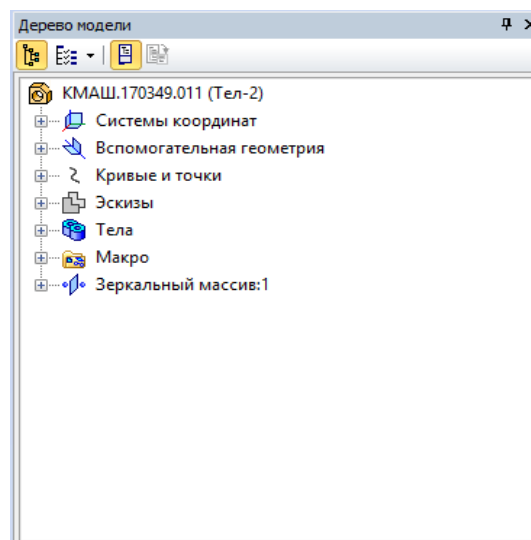 Дерево модели
КМАШ.170349.011 (Тел-2)
Системы координат
Вспомогательная геометрия
Кривые и точки
Эскизы
Тела
Макро
Зеркальный массив:1